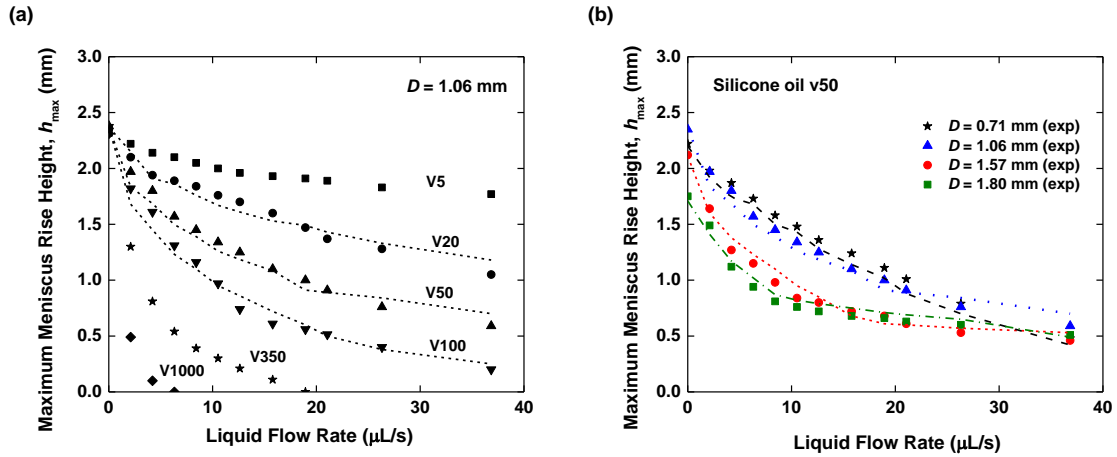 (a)
Maximum Meniscus Rise Height, h_max (mm)
3.0
2.5
2.0
1.5
1.0
0.5
0.0
D = 1.06 mm
V5
V20
V50
V100
V350
V1000
0 10 20 30 40
Liquid Flow Rate (μL/s)
(b)
Maximum Meniscus Rise Height, h_max (mm)
3.0
2.5
2.0
1.5
1.0
0.5
0.0
Silicone oil v50
D = 0.71 mm (exp)
D = 1.06 mm (exp)
D = 1.57 mm (exp)
D = 1.80 mm (exp)
0 10 20 30 40
Liquid Flow Rate (μL/s)